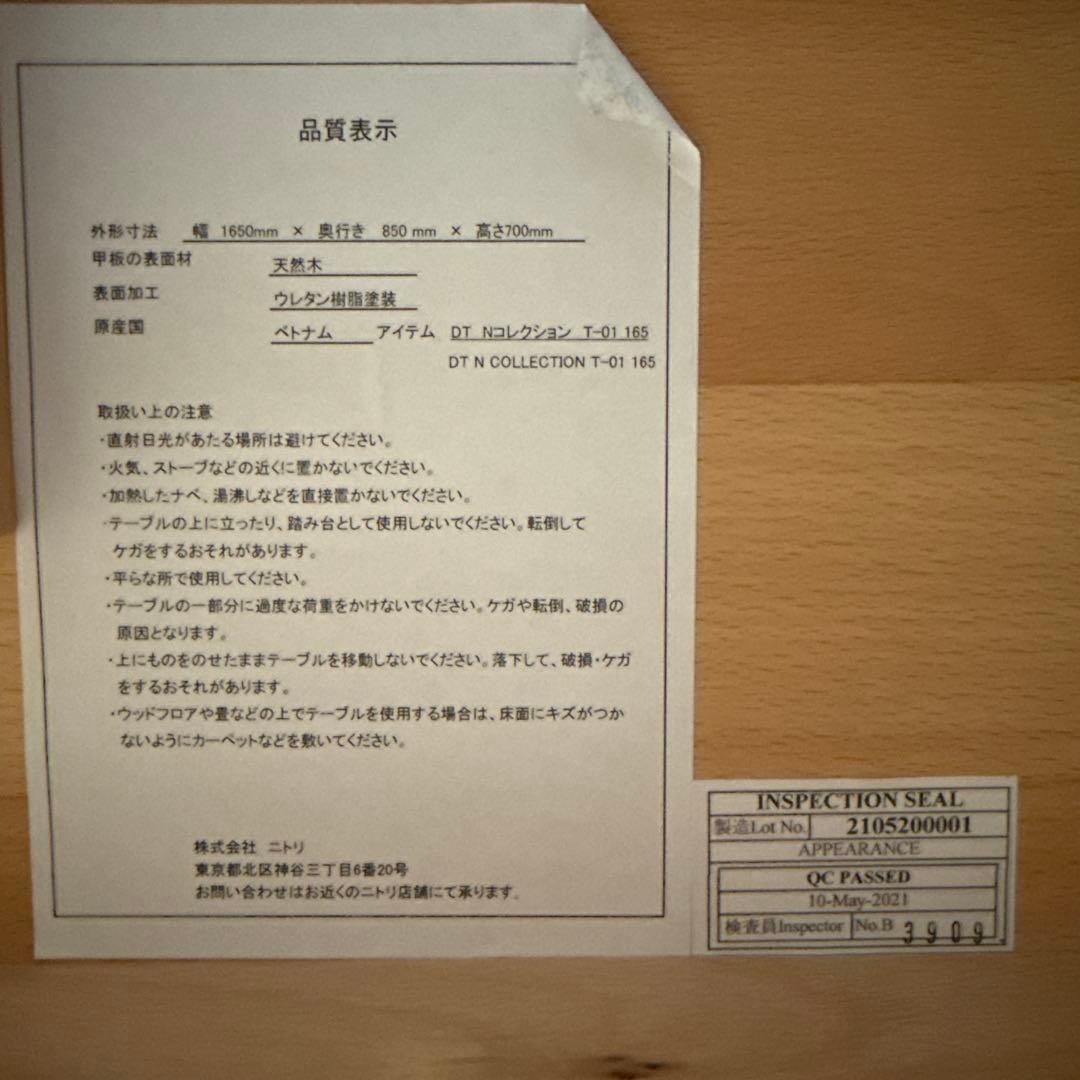 品質表示
外形寸法 幅 1650mm × 奥行き 850mm × 高さ700mm
甲板の表面材 天然木
表面加工 ウレタン樹脂塗装
原産国 ベトナム アイテム DT Nコレクション T-01 165
DT N COLLECTION T-01 165
取扱い上の注意
・直射日光があたる場所は避けてください。
・火気、ストーブなどの近くに置かないでください。
・加熱したナベ、湯沸しなどを直接置かないでください。
・テーブルの上に立ったり、踏み台として使用しないでください。転倒して
ケガをするおそれがあります。
・平らな所で使用してください。
・テーブルの一部分に過度な荷重をかけないでください。ケガや転倒、破損の
原因となります。
・上にものをのせたままテーブルを移動しないでください。落下して、破損・ケガ
をするおそれがあります。
・ウッドフロアや畳などの上でテーブルを使用する場合は、床面にキズがつか
ないようにカーペットなどを敷いてください。
株式会社 ニトリ
東京都北区神谷三丁目6番20号
お問い合わせはお近くのニトリ店舗にて承ります。
INSPECTION SEAL
製造Lot No. 2105200001
APPEARANCE
QC PASSED
10-May-2021
検査員Inspector No.B 3909.